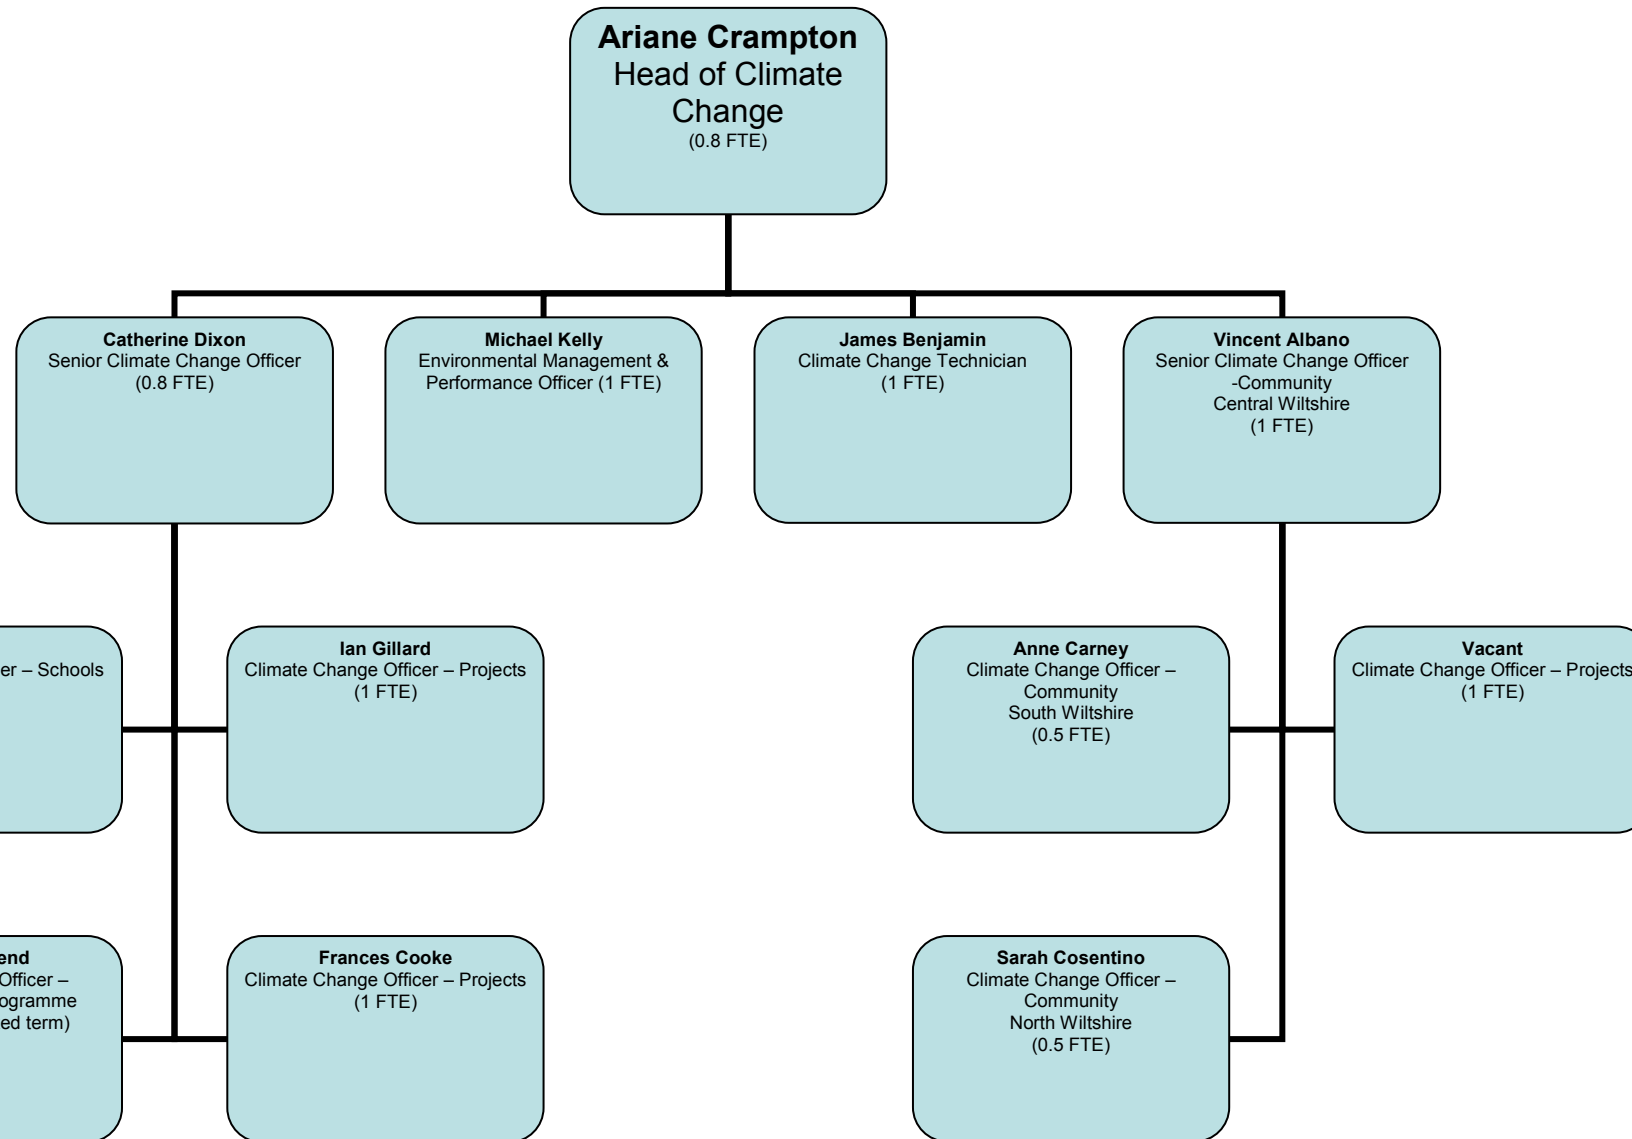 Ariane Crampton
Head of Climate
Change
(0.8 FTE)
Catherine Dixon
Senior Climate Change Officer
(0.8 FTE)
Michael Kelly
Environmental Management &
Performance Officer (1 FTE)
James Benjamin
Climate Change Technician
(1 FTE)
Vincent Albano
Senior Climate Change Officer
-Community
Central Wiltshire
(1 FTE)
er – Schools
Ian Gillard
Climate Change Officer – Projects
(1 FTE)
Anne Carney
Climate Change Officer –
Community
South Wiltshire
(0.5 FTE)
Vacant
Climate Change Officer – Projects
(1 FTE)
end
Officer –
ogramme
ed term)
Frances Cooke
Climate Change Officer – Projects
(1 FTE)
Sarah Cosentino
Climate Change Officer –
Community
North Wiltshire
(0.5 FTE)